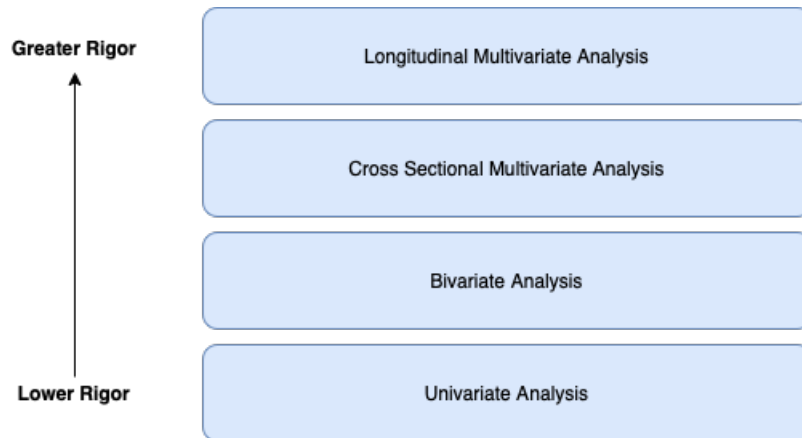 Greater Rigor
Longitudinal Multivariate Analysis
Cross Sectional Multivariate Analysis
Bivariate Analysis
Lower Rigor
Univariate Analysis